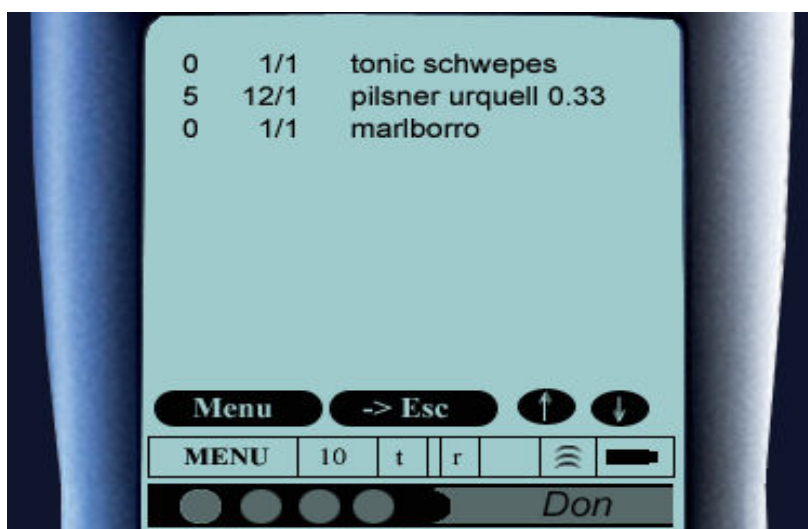 0 1/1 tonic schwepes
5 12/1 pilsner urquell 0.33
0 1/1 marlborro
Menu -> Esc ↑ ↓
MENU 10 t r
Don